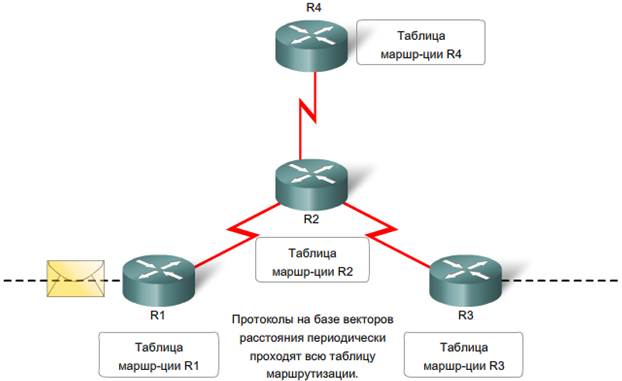 R4
Таблица
маршр-ции R4
R2
Таблица
маршр-ции R2
R1
R3
Протоколы на базе векторов
расстояния периодически
проходят всю таблицу
маршрутизации.
Таблица
маршр-ции R1
Таблица
маршр-ции R3